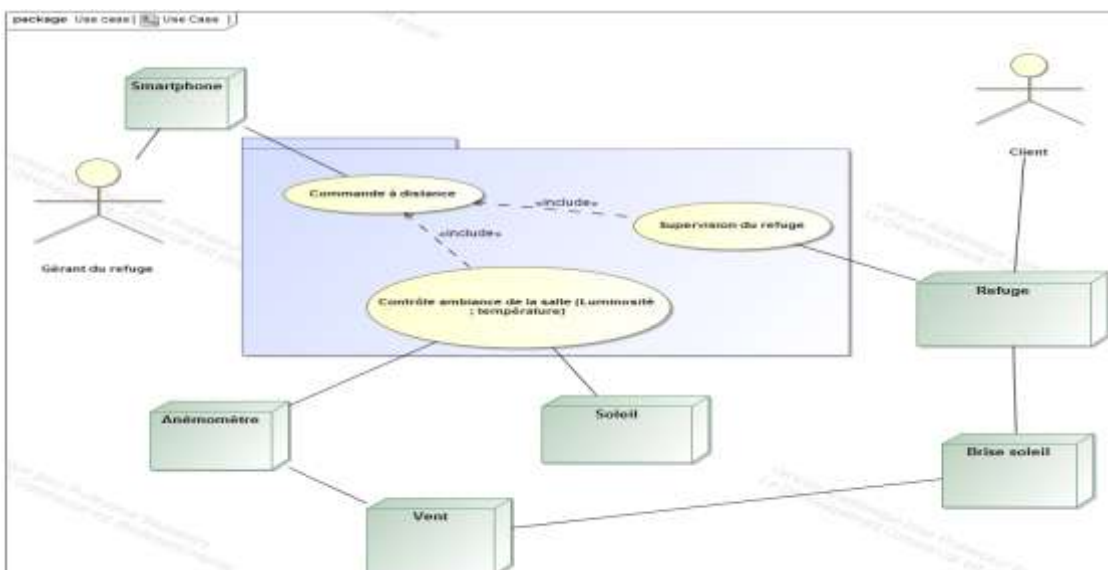 package Use case [ Use Case ]
Smartphone
Client
Commande à distance
«include»
Supervision du refuge
«include»
Gérant du refuge
Refuge
Contrôle ambiance de la salle (Luminosité
; température)
Anémomètre
Soleil
Brise soleil
Vent